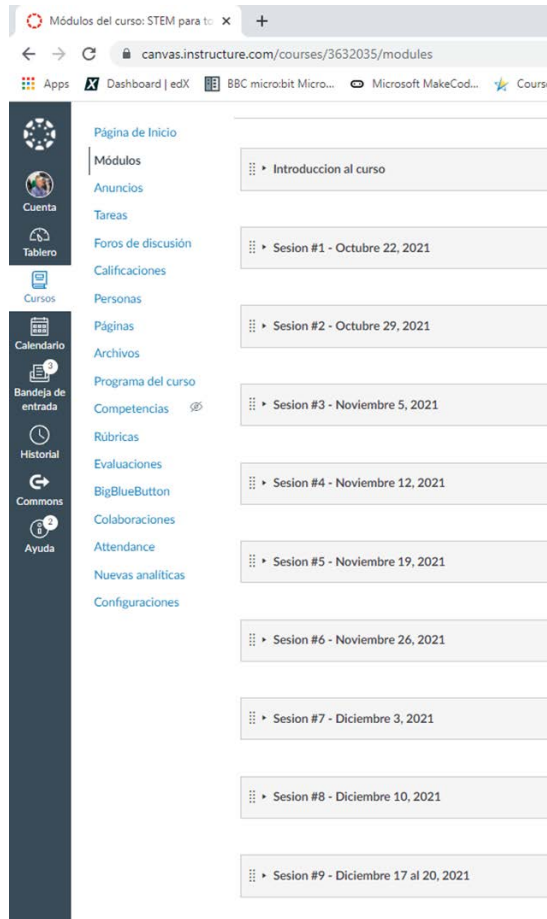 Módulos del curso: STEM para to
canvas.instructure.com/courses/3632035/modules
Apps
Dashboard | edX
BBC micro:bit Micro...
Microsoft MakeCod...
Cours
Cuenta
Tablero
Cursos
Calendario
3
Bandeja de
entrada
Historial
Commons
2
Ayuda
Página de Inicio
Módulos
Anuncios
Tareas
Foros de discusión
Calificaciones
Personas
Páginas
Archivos
Programa del curso
Competencias
Rúbricas
Evaluaciones
BigBlueButton
Colaboraciones
Attendance
Nuevas analíticas
Configuraciones
Introduccion al curso
Sesion #1 - Octubre 22, 2021
Sesion #2 - Octubre 29, 2021
Sesion #3 - Noviembre 5, 2021
Sesion #4 - Noviembre 12, 2021
Sesion #5 - Noviembre 19, 2021
Sesion #6 - Noviembre 26, 2021
Sesion #7 - Diciembre 3, 2021
Sesion #8 - Diciembre 10, 2021
Sesion #9 - Diciembre 17 al 20, 2021